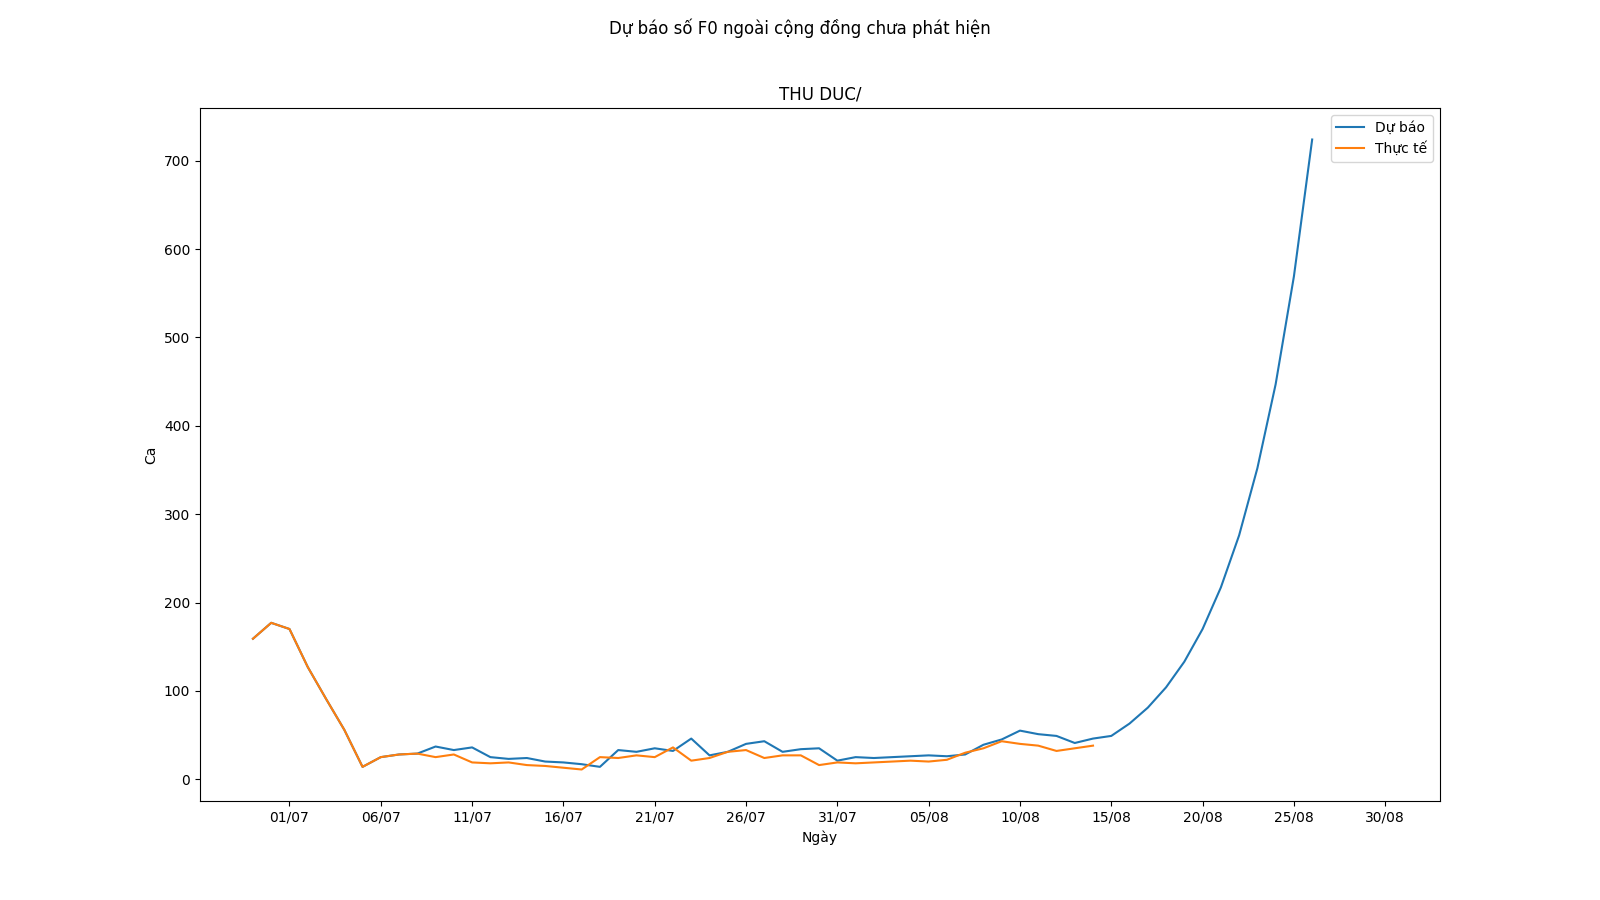 Dự báo số F0 ngoài cộng đồng chưa phát hiện
THU DUC/
Dự báo
Thực tế
700
600
500
400
300
200
100
0
Ca
01/07 06/07 11/07 16/07 21/07 26/07 31/07 05/08 10/08 15/08 20/08 25/08 30/08
Ngày